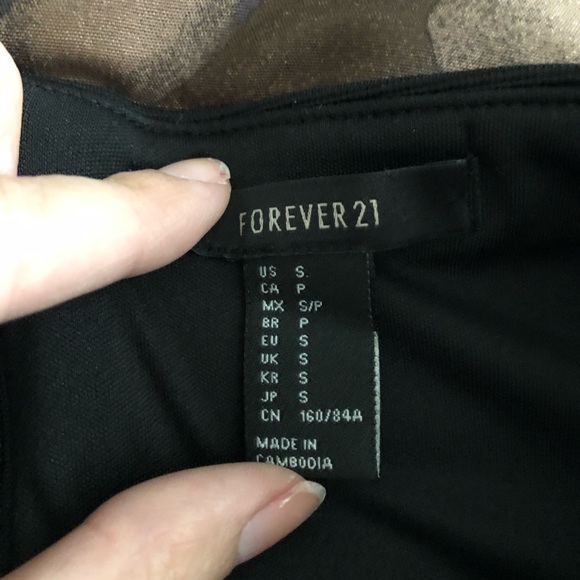 FOREVER 21
US S
CA P
MX S/P
BR P
EU S
UK S
KR S
JP S
CN 160/84A
MADE IN
CAMBODIA